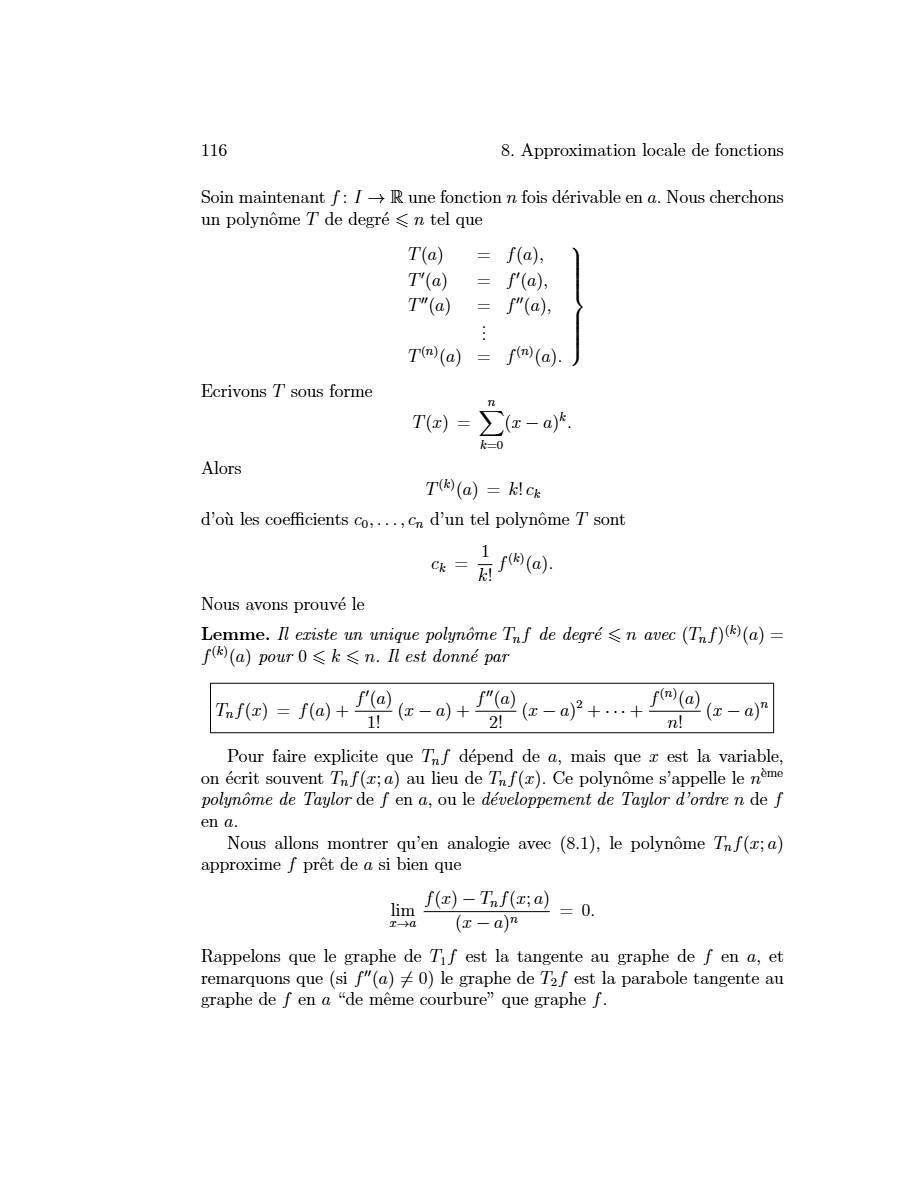 116 8. Approximation locale de fonctions
Soin maintenant f : I → ℝ une fonction n fois dérivable en a. Nous cherchons
un polynôme T de degré ⩽ n tel que
T(a) = f(a),
T′(a) = f′(a),
T″(a) = f″(a),
⋮
T⁽ⁿ⁾(a) = f⁽ⁿ⁾(a). }
Ecrivons T sous forme
T(x) = ∑_{k=0}^{n} (x − a)^k.
Alors
T^{(k)}(a) = k! c_k
d'où les coefficients c_0, . . . , c_n d'un tel polynôme T sont
c_k = \frac{1}{k!} f^{(k)}(a).
Nous avons prouvé le
Lemme. Il existe un unique polynôme T_n f de degré ⩽ n avec (T_n f)^{(k)}(a) =
f^{(k)}(a) pour 0 ⩽ k ⩽ n. Il est donné par
T_n f(x) = f(a) + \frac{f′(a)}{1!} (x − a) + \frac{f″(a)}{2!} (x − a)^2 + · · · + \frac{f^{(n)}(a)}{n!} (x − a)^n
Pour faire explicite que T_n f dépend de a, mais que x est la variable,
on écrit souvent T_n f(x; a) au lieu de T_n f(x). Ce polynôme s'appelle le n^{ème}
polynôme de Taylor de f en a, ou le développement de Taylor d'ordre n de f
en a.
Nous allons montrer qu'en analogie avec (8.1), le polynôme T_n f(x; a)
approxime f prêt de a si bien que
\lim_{x→a} \frac{f(x) − T_n f(x; a)}{(x − a)^n} = 0.
Rappelons que le graphe de T_1 f est la tangente au graphe de f en a, et
remarquons que (si f″(a) ≠ 0) le graphe de T_2 f est la parabole tangente au
graphe de f en a “de même courbure” que graphe f.